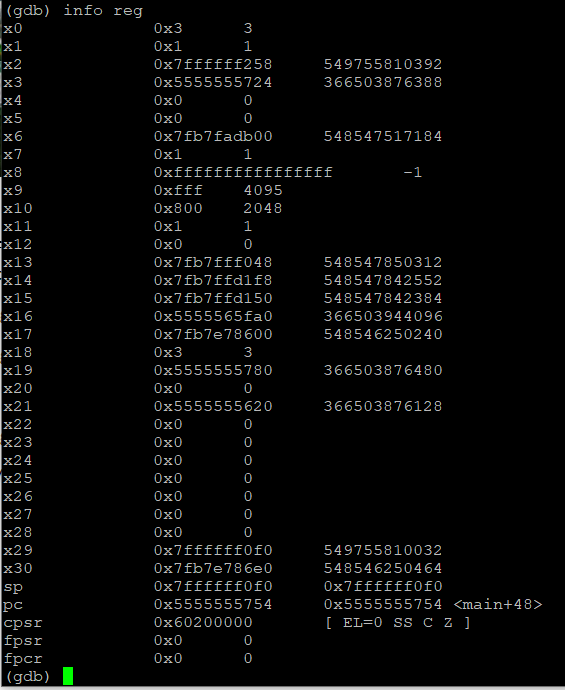 (gdb) info reg
x0 0x3 3
x1 0x1 1
x2 0x7ffffff258 549755810392
x3 0x5555555724 366503876388
x4 0x0 0
x5 0x0 0
x6 0x7fb7fadb00 548547517184
x7 0x1 1
x8 0xffffffffffffffff -1
x9 0xfff 4095
x10 0x800 2048
x11 0x1 1
x12 0x0 0
x13 0x7fb7fff048 548547850312
x14 0x7fb7ffd1f8 548547842552
x15 0x7fb7ffd150 548547842384
x16 0x5555565fa0 366503944096
x17 0x7fb7e78600 548546250240
x18 0x3 3
x19 0x5555555780 366503876480
x20 0x0 0
x21 0x5555555620 366503876128
x22 0x0 0
x23 0x0 0
x24 0x0 0
x25 0x0 0
x26 0x0 0
x27 0x0 0
x28 0x0 0
x29 0x7ffffff0f0 549755810032
x30 0x7fb7e786e0 548546250464
sp 0x7ffffff0f0 0x7ffffff0f0
pc 0x5555555754 0x5555555754 <main+48>
cpsr 0x60200000 [ EL=0 SS C Z ]
fpsr 0x0 0
fpcr 0x0 0
(gdb)